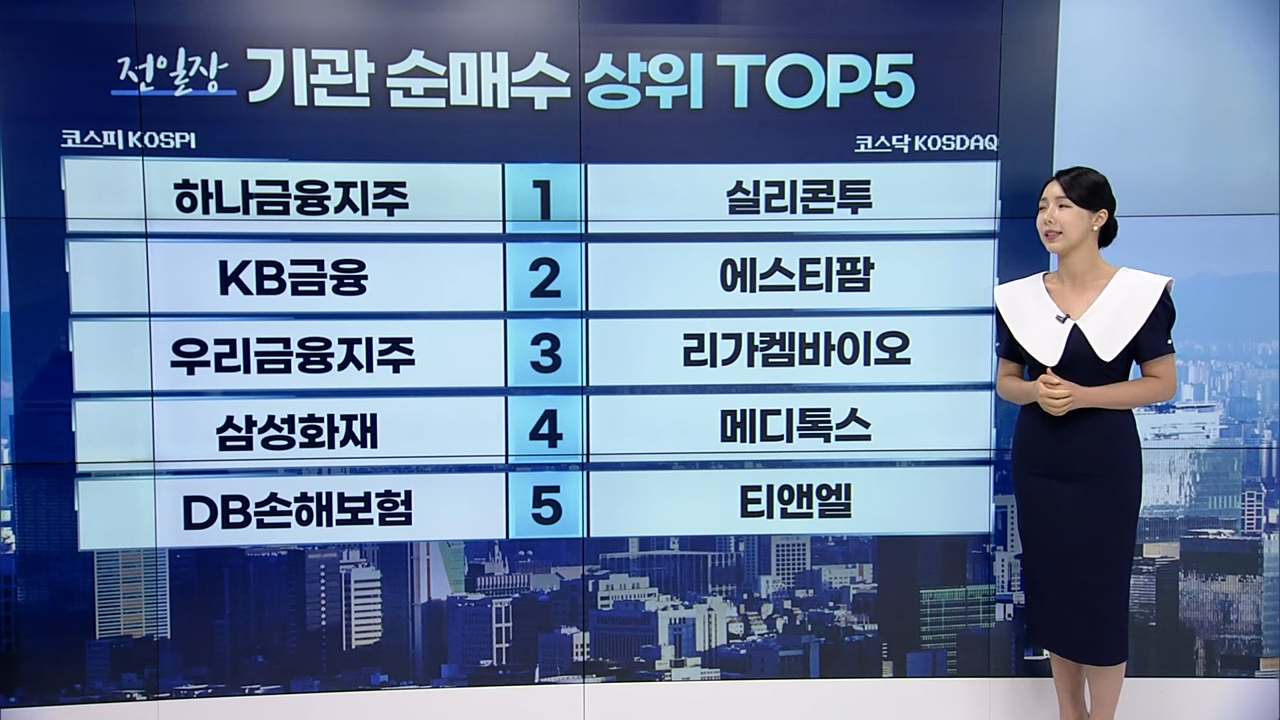 전일장 기관 순매수 상위 TOP5
코스피 KOSPI 코스닥 KOSDAQ
하나금융지주 1 실리콘투
KB금융 2 에스티팜
우리금융지주 3 리가켐바이오
삼성화재 4 메디톡스
DB손해보험 5 티앤엘